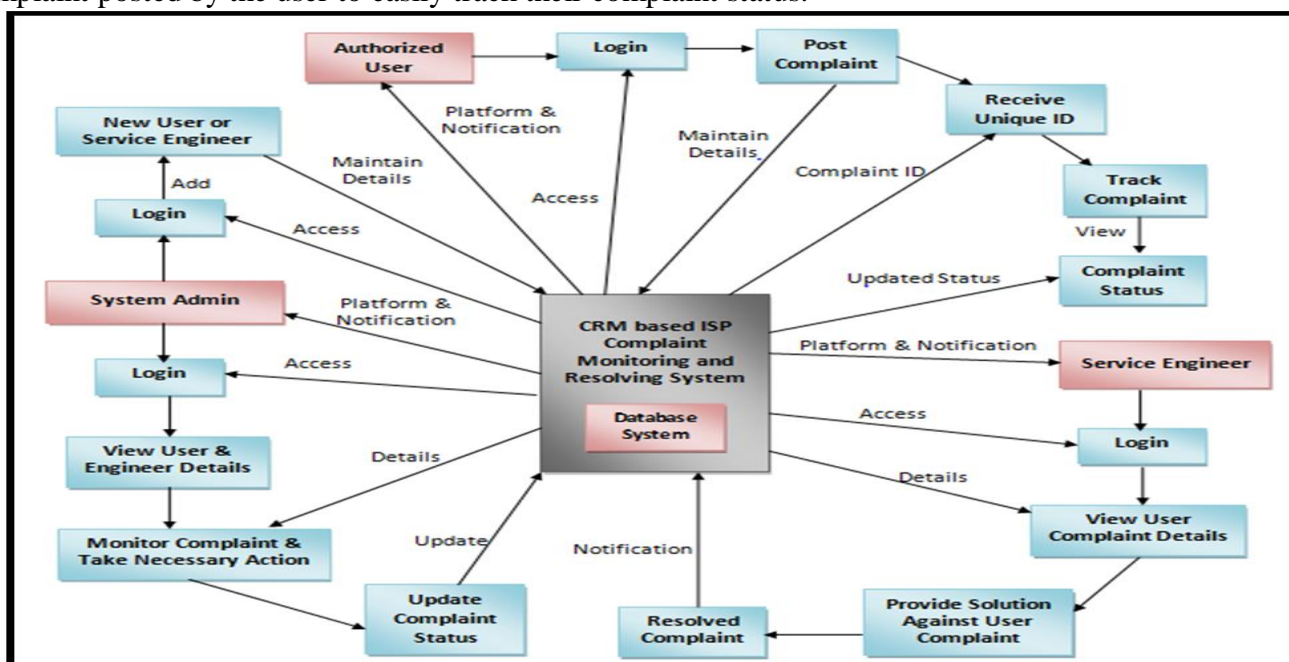 posted by the user to easily track their complaint status.
Authorized
User
Login
Post
Complaint
Receive
Unique ID
Track
Complaint
View
Complaint
Status
New User or
Service Engineer
Add
Login
System Admin
Login
View User &
Engineer Details
Monitor Complaint &
Take Necessary Action
Update
Complaint
Status
Platform &
Notification
Access
Maintain
Details
Complaint ID
Maintain
Details
Access
Platform &
Notification
Access
Details
Update
CRM based ISP
Complaint
Monitoring and
Resolving System
Database
System
Updated Status
Platform & Notification
Service Engineer
Access
Login
Details
View User
Complaint Details
Provide Solution
Against User
Complaint
Resolved
Complaint
Notification